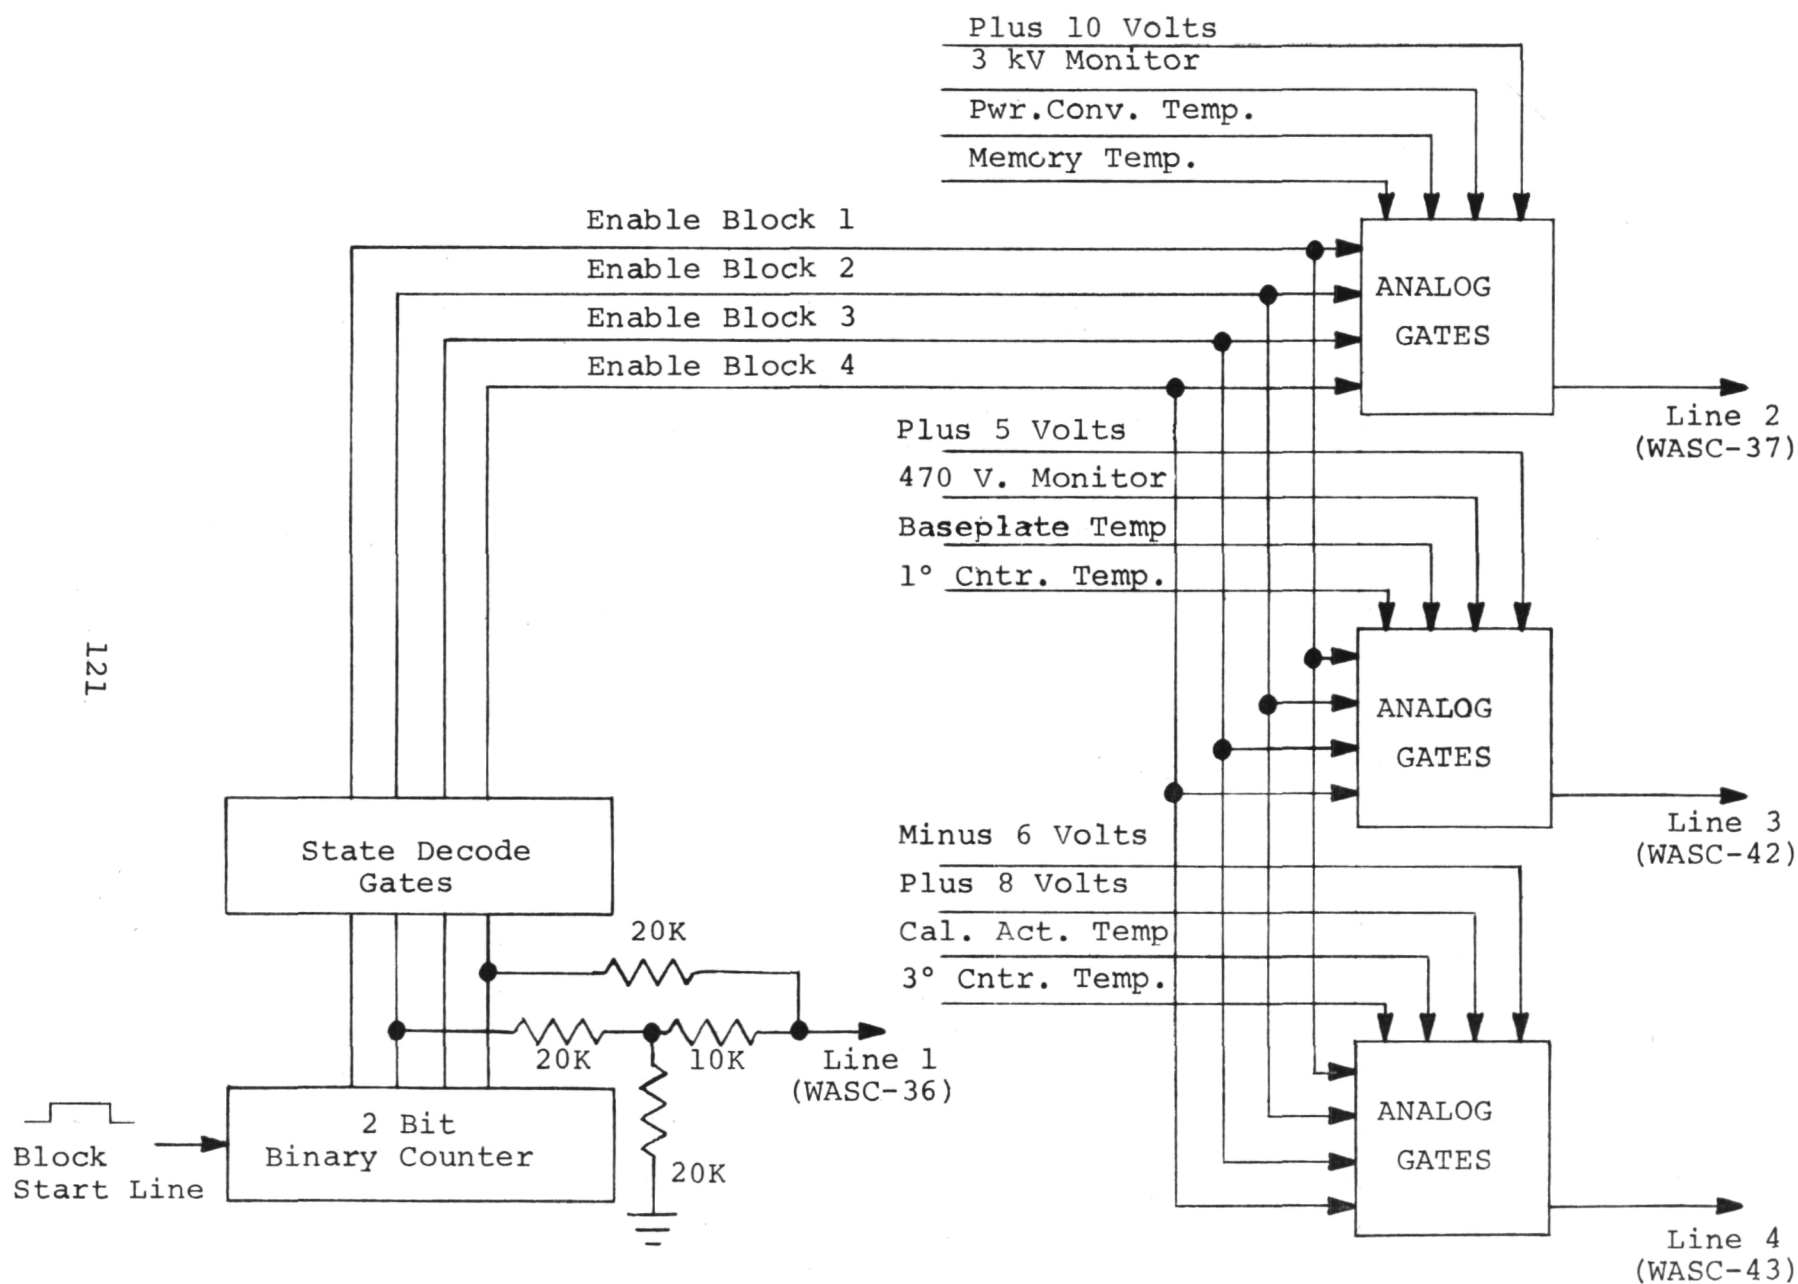 Plus 10 Volts
3 kV Monitor
Pwr.Conv. Temp.
Memory Temp.
Enable Block 1
Enable Block 2
Enable Block 3
Enable Block 4
ANALOG
GATES
Line 2
(WASC-37)
Plus 5 Volts
470 V. Monitor
Baseplate Temp
1° Cntr. Temp.
ANALOG
GATES
Line 3
(WASC-42)
121
State Decode
Gates
Minus 6 Volts
Plus 8 Volts
Cal. Act. Temp
3° Cntr. Temp.
20K
20K
10K
Line 1
(WASC-36)
20K
2 Bit
Binary Counter
Block
Start Line
ANALOG
GATES
Line 4
(WASC-43)